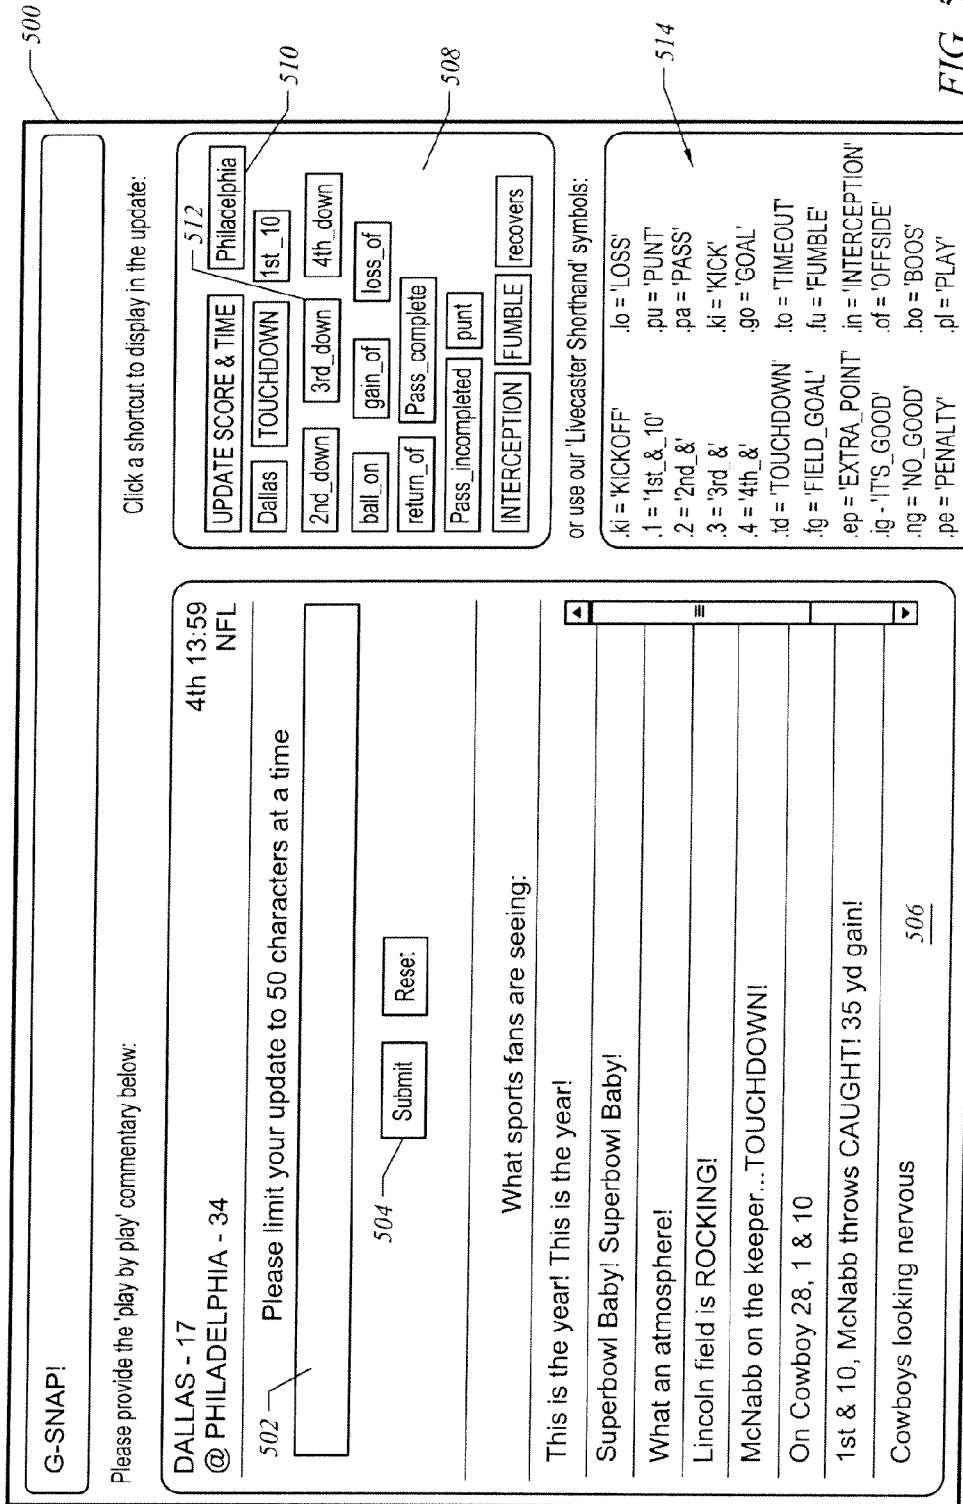 500
G-SNAP!
Please provide the 'play by play' commentary below:
DALLAS - 17
@ PHILADELPHIA - 34
4th 13:59
NFL
502
Please limit your update to 50 characters at a time
504
Submit
Rese:
What sports fans are seeing:
This is the year! This is the year!
Superbowl Baby! Superbowl Baby!
What an atmosphere!
Lincoln field is ROCKING!
McNabb on the keeper...TOUCHDOWN!
On Cowboy 28, 1 & 10
1st & 10, McNabb throws CAUGHT! 35 yd gain!
Cowboys looking nervous
506
Click a shortcut to display in the update:
512
510
UPDATE SCORE & TIME Philacelphia
Dallas TOUCHDOWN 1st_10
2nd_down 3rd_down 4th_down
ball_on gain_of loss_of
508
return_of Pass_complete
Pass_incompleted punt
INTERCEPTION FUMBLE recovers
or use our 'Livecaster Shorthand' symbols:
514
.ki = 'KICKOFF' .lo = 'LOSS'
.1 = '1st_&_10' .pu = 'PUNT'
.2 = '2nd_&' .pa = 'PASS'
.3 = '3rd_&' .ki = 'KICK'
.4 = '4th_&' .go = 'GOAL'
.td = 'TOUCHDOWN' .to = 'TIMEOUT'
.fg = 'FIELD_GOAL' .fu = 'FUMBLE'
.ep = 'EXTRA_POINT' .in = 'INTERCEPTION'
.ig - 'IT'S_GOOD' .of = 'OFFSIDE'
.ng = 'NO_GOOD' .bo = 'BOOS'
.pe = 'PENALTY' .pl = 'PLAY'
FIG.